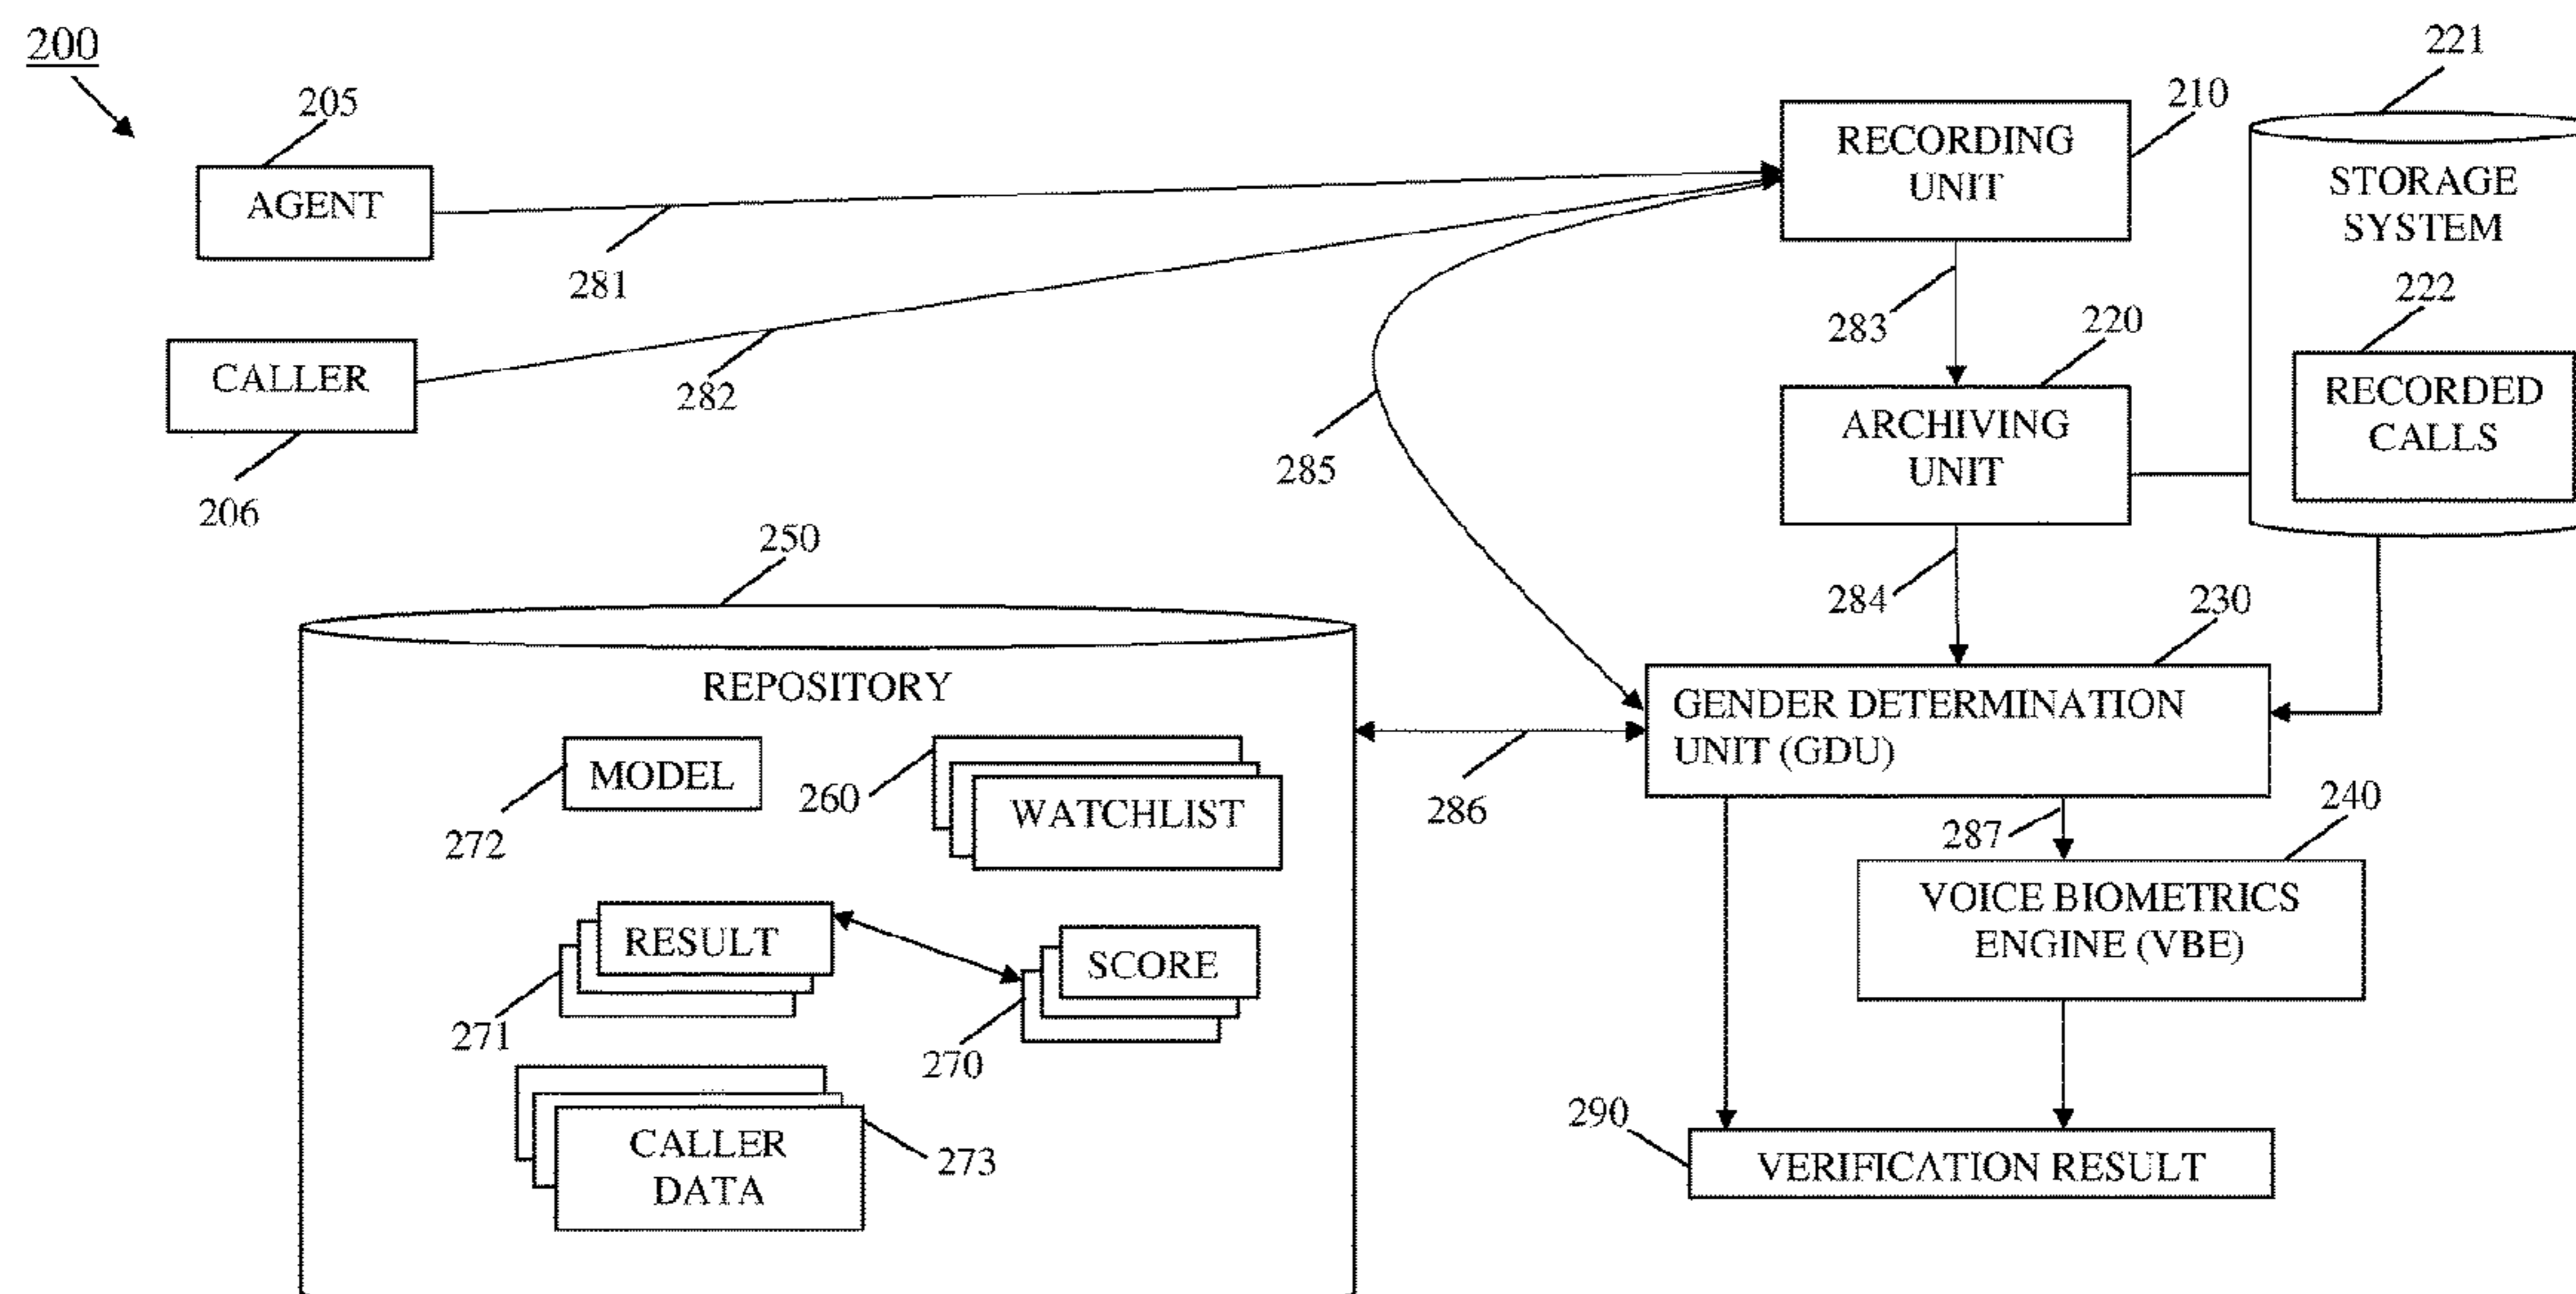 200
205
AGENT
281
CALLER
282
206
RECORDING
UNIT
210
283
220
ARCHIVING
UNIT
221
STORAGE
SYSTEM
222
RECORDED
CALLS
285
284
230
GENDER DETERMINATION
UNIT (GDU)
250
REPOSITORY
MODEL
272
260
WATCHLIST
286
287
240
VOICE BIOMETRICS
ENGINE (VBE)
RESULT
271
SCORE
270
CALLER
DATA
273
290
VERIFICATION RESULT